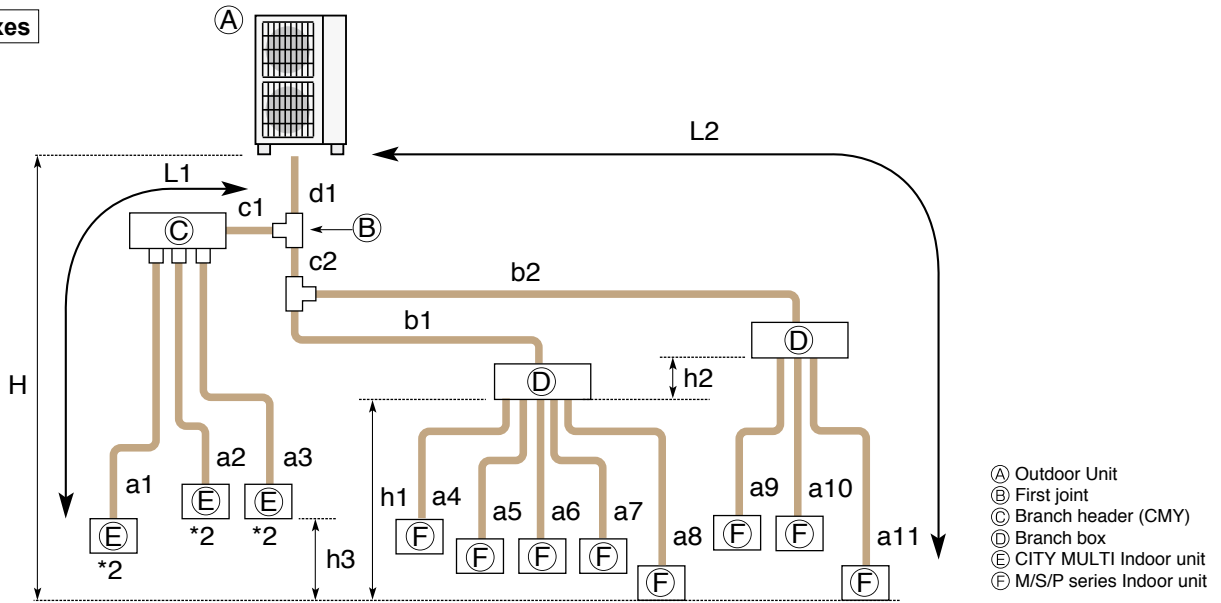 xes
Ⓐ
L2
L1
d1
c1
Ⓒ
Ⓑ
c2
b2
b1
Ⓓ
H
Ⓓ
h2
a1
a2
a3
h1
a4
a5
a6
a7
a8
a9
a10
a11
Ⓔ
Ⓔ
Ⓔ
*2
*2
*2
h3
Ⓕ
Ⓕ
Ⓕ
Ⓕ
Ⓕ
Ⓕ
Ⓕ
Ⓕ
Ⓐ Outdoor Unit
Ⓑ First joint
Ⓒ Branch header (CMY)
Ⓓ Branch box
Ⓔ CITY MULTI Indoor unit
Ⓕ M/S/P series Indoor unit